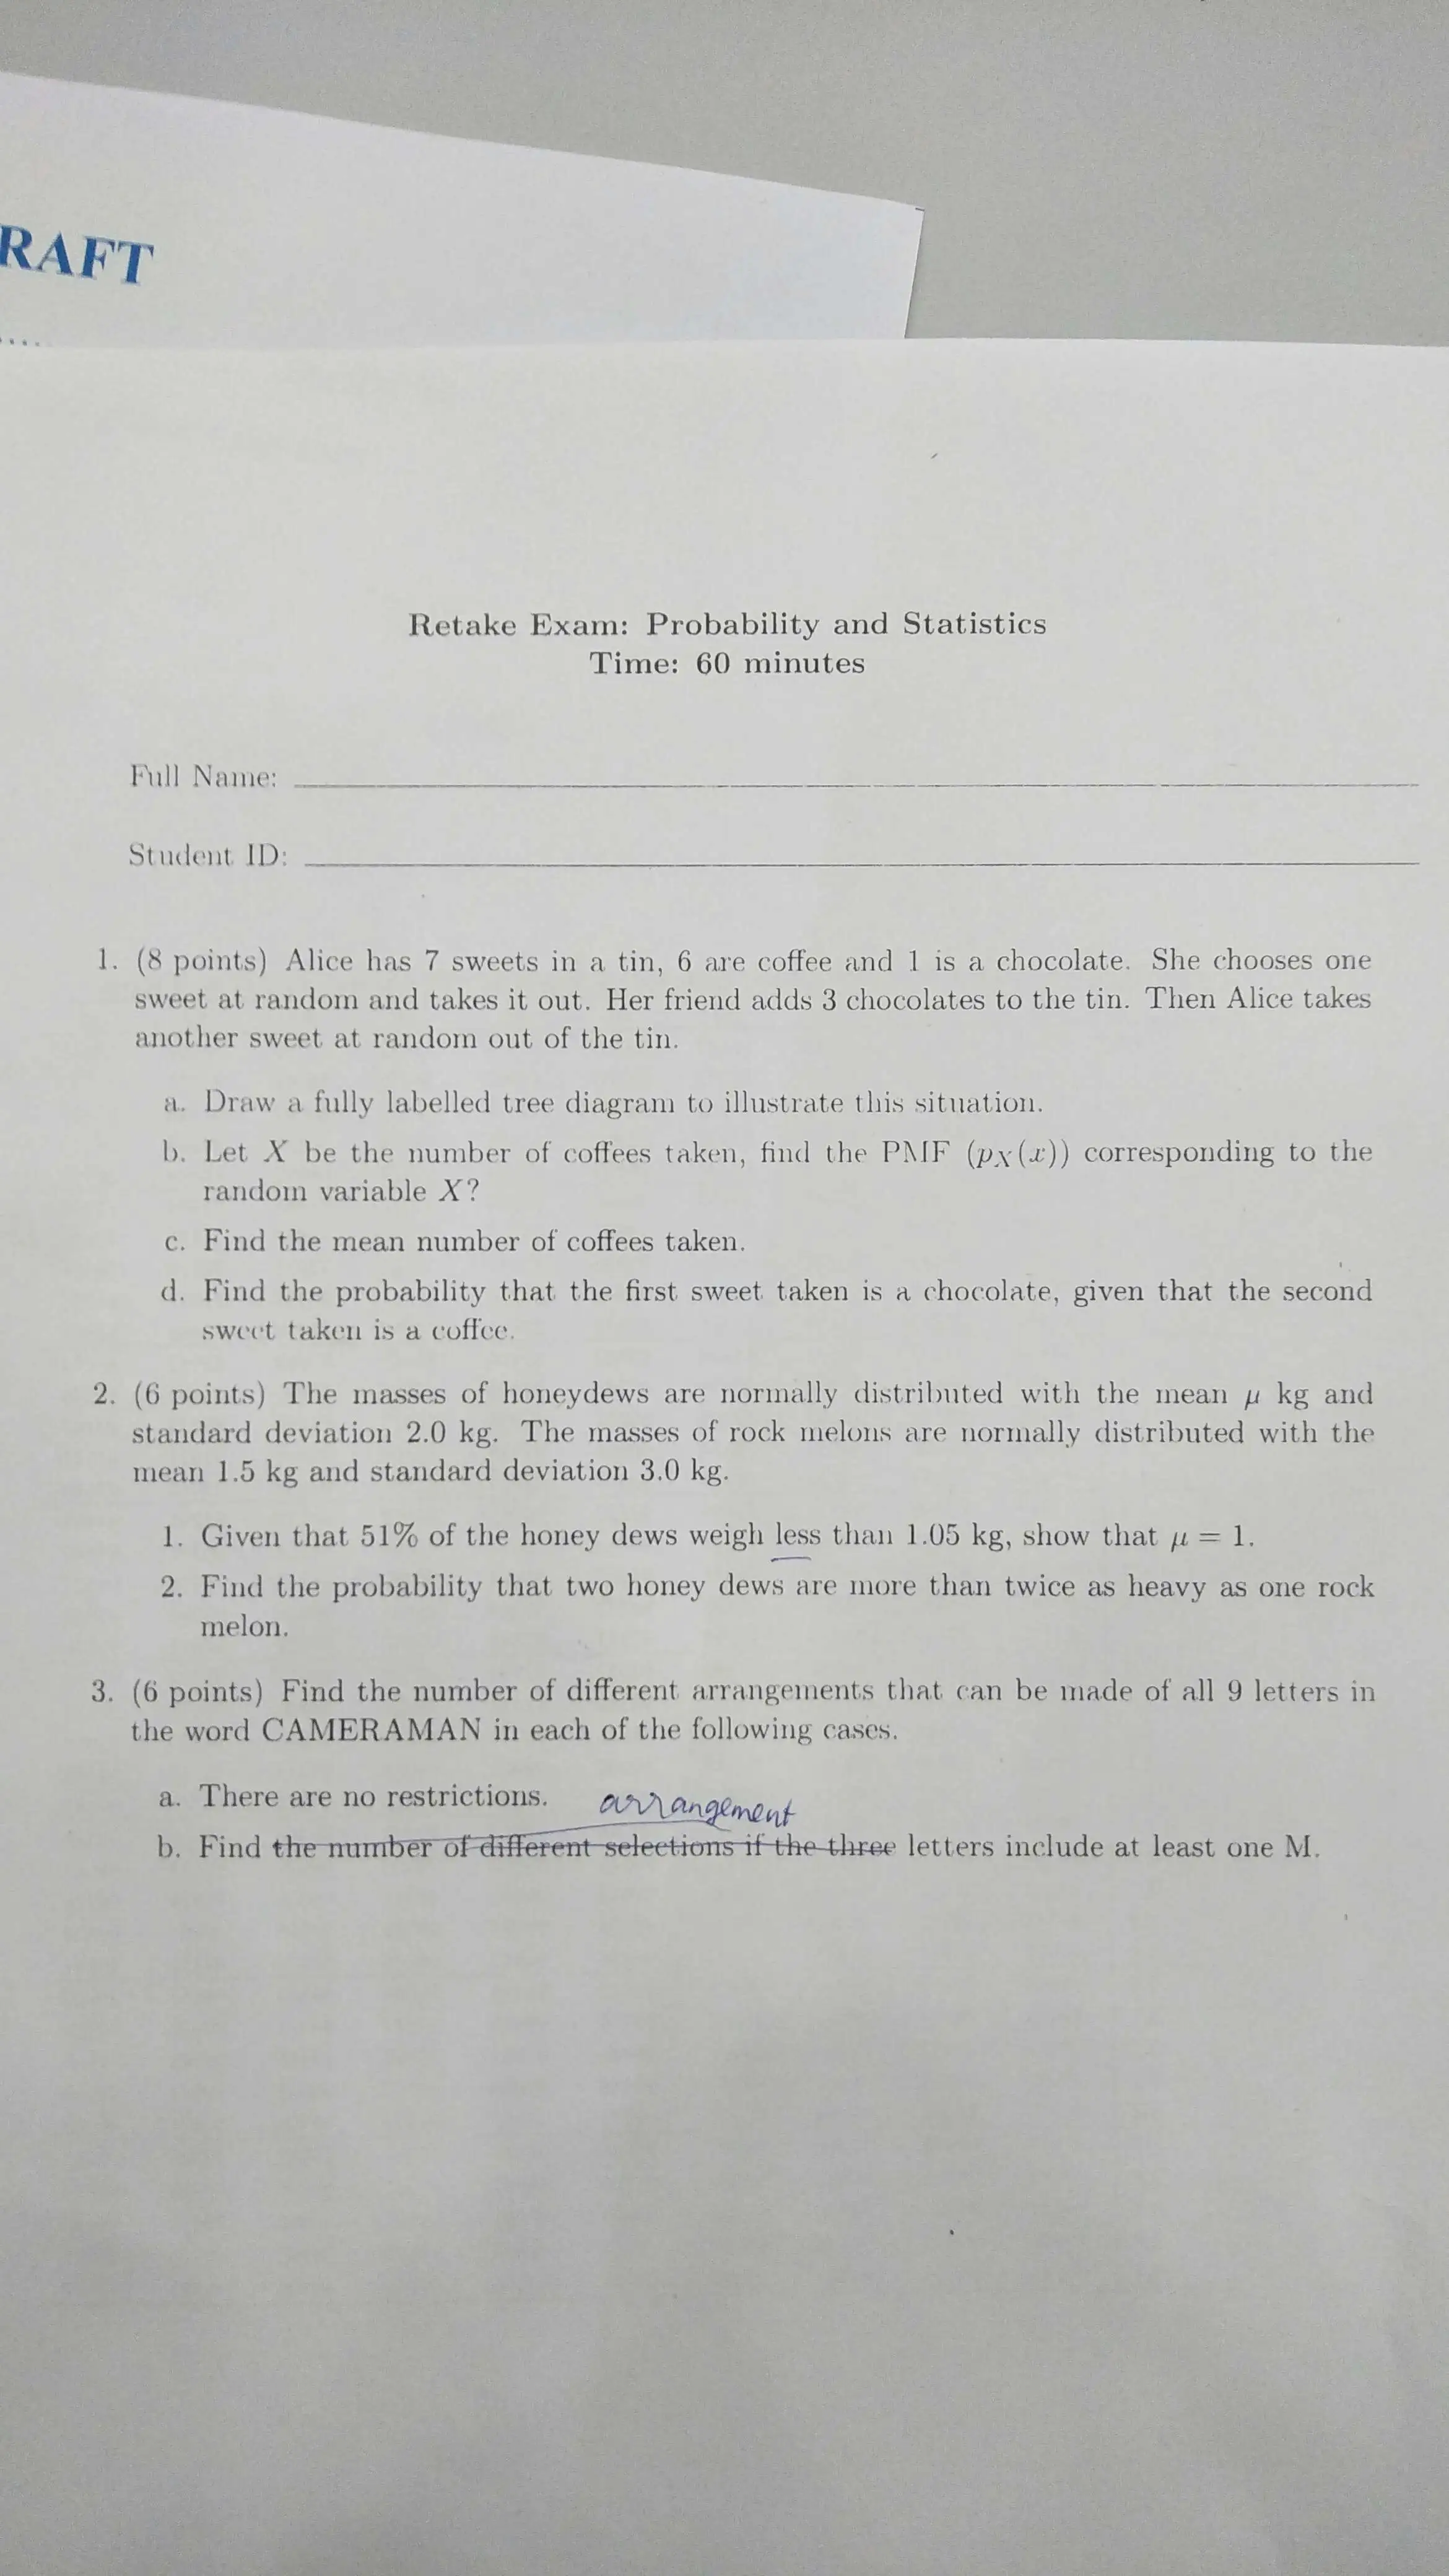 RAFT
....
Retake Exam: Probability and Statistics
Time: 60 minutes
Full Name:
Student ID:
1. (8 points) Alice has 7 sweets in a tin, 6 are coffee and 1 is a chocolate. She chooses one
sweet at random and takes it out. Her friend adds 3 chocolates to the tin. Then Alice takes
another sweet at random out of the tin.
a. Draw a fully labelled tree diagram to illustrate this situation.
b. Let X be the number of coffees taken, find the PMF (pX(x)) corresponding to the
random variable X?
c. Find the mean number of coffees taken.
d. Find the probability that the first sweet taken is a chocolate, given that the second
sweet taken is a coffee.
2. (6 points) The masses of honeydews are normally distributed with the mean μ kg and
standard deviation 2.0 kg. The masses of rock melons are normally distributed with the
mean 1.5 kg and standard deviation 3.0 kg.
1. Given that 51% of the honey dews weigh less than 1.05 kg, show that μ = 1.
2. Find the probability that two honey dews are more than twice as heavy as one rock
melon.
3. (6 points) Find the number of different arrangements that can be made of all 9 letters in
the word CAMERAMAN in each of the following cases.
a. There are no restrictions.
arrangement
b. Find the number of different selections if the three letters include at least one M.